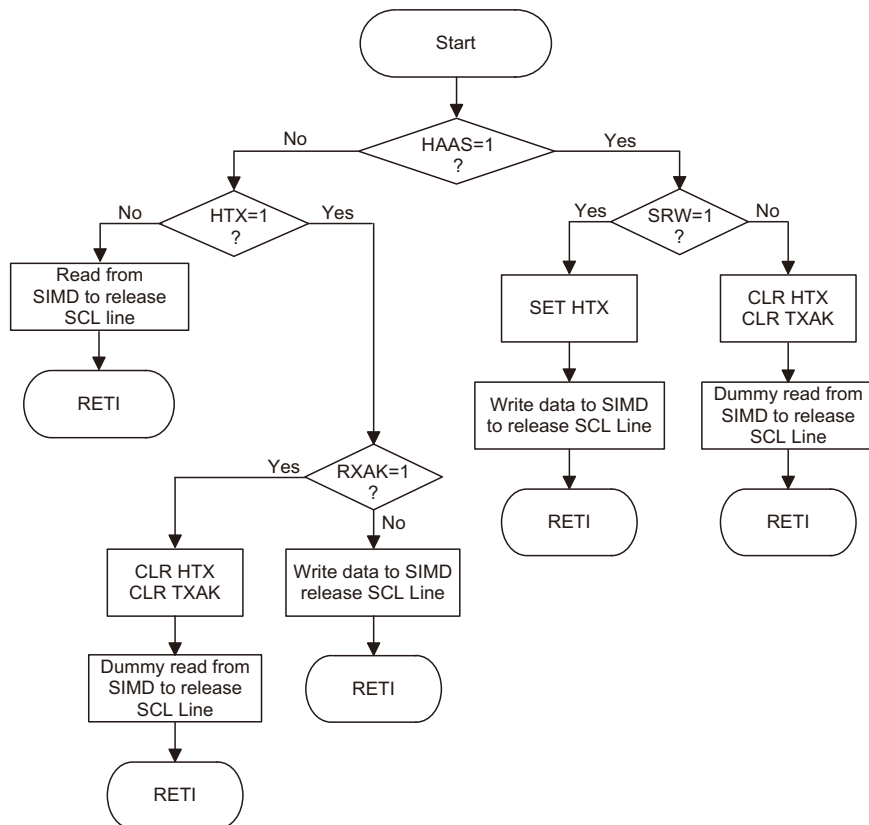 Start
HAAS=1
?
No
Yes
HTX=1
?
No
Yes
SRW=1
?
Yes
No
Read from
SIMD to release
SCL line
SET HTX
CLR HTX
CLR TXAK
RETI
Write data to SIMD
to release SCL Line
Dummy read from
SIMD to release
SCL Line
RXAK=1
?
Yes
No
RETI
RETI
CLR HTX
CLR TXAK
Write data to SIMD
release SCL Line
Dummy read from
SIMD to release
SCL Line
RETI
RETI